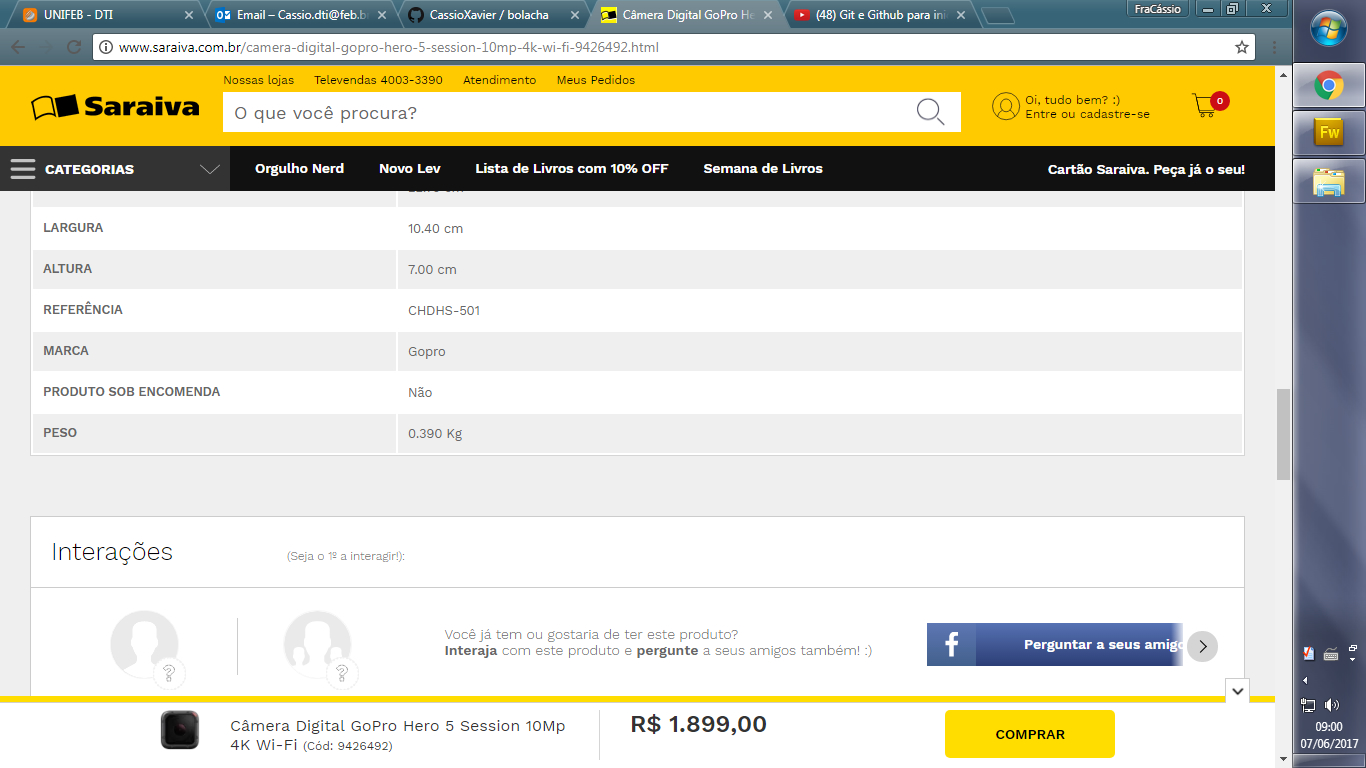 UNIFEB - DTI
Email – Cassio.dti@feb.br
CassioXavier / bolacha
Câmera Digital GoPro He
(48) Git e Github para ini
FraCássio
www.saraiva.com.br/camera-digital-gopro-hero-5-session-10mp-4k-wi-fi-9426492.html
Nossas lojas Televendas 4003-3390 Atendimento Meus Pedidos
Saraiva
O que você procura?
Oi, tudo bem? :)
Entre ou cadastre-se
0
CATEGORIAS
Orgulho Nerd Novo Lev Lista de Livros com 10% OFF Semana de Livros
Cartão Saraiva. Peça já o seu!
LARGURA 10.40 cm
ALTURA 7.00 cm
REFERÊNCIA CHDHS-501
MARCA Gopro
PRODUTO SOB ENCOMENDA Não
PESO 0.390 Kg
Interações (Seja o 1º a interagir!):
? ?
Você já tem ou gostaria de ter este produto?
Interaja com este produto e pergunte a seus amigos também! :)
f Perguntar a seus amigo
Câmera Digital GoPro Hero 5 Session 10Mp
4K Wi-Fi (Cód: 9426492)
R$ 1.899,00
COMPRAR
Fw
09:00
07/06/2017